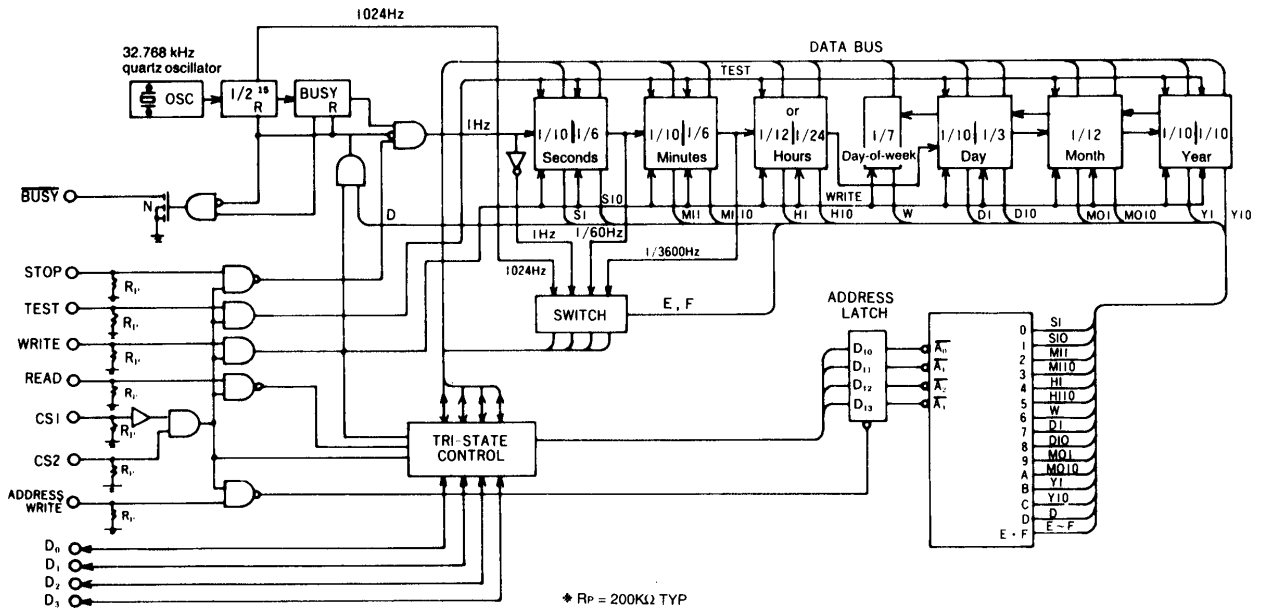 1024Hz
32.768 kHz
quartz oscillator
OSC
1/2 15
R
BUSY
R
DATA BUS
TEST
1Hz
1/10 1/6
Seconds
1/10 1/6
Minutes
or
1/12 1/24
Hours
1/7
Day-of-week
1/10 1/3
Day
1/12
Month
1/10 1/10
Year
BUSY
N
D
WRITE
S1
S10
MI1
MI10
H1
H10
W
D1
D10
MO1
MO10
Y1
Y10
1Hz
1/60Hz
1/3600Hz
1024Hz
SWITCH
E, F
STOP
TEST
WRITE
READ
CS1
CS2
ADDRESS
WRITE
TRI-STATE
CONTROL
ADDRESS
LATCH
D10
D11
D12
D13
0 S1
1 S10
2 MI1
3 MI10
4 H1
5 H10
6 W
7 D1
8 D10
9 MO1
A MO10
B Y1
C Y10
D D
E·F E~F
D0
D1
D2
D3
* RP = 200KΩ TYP